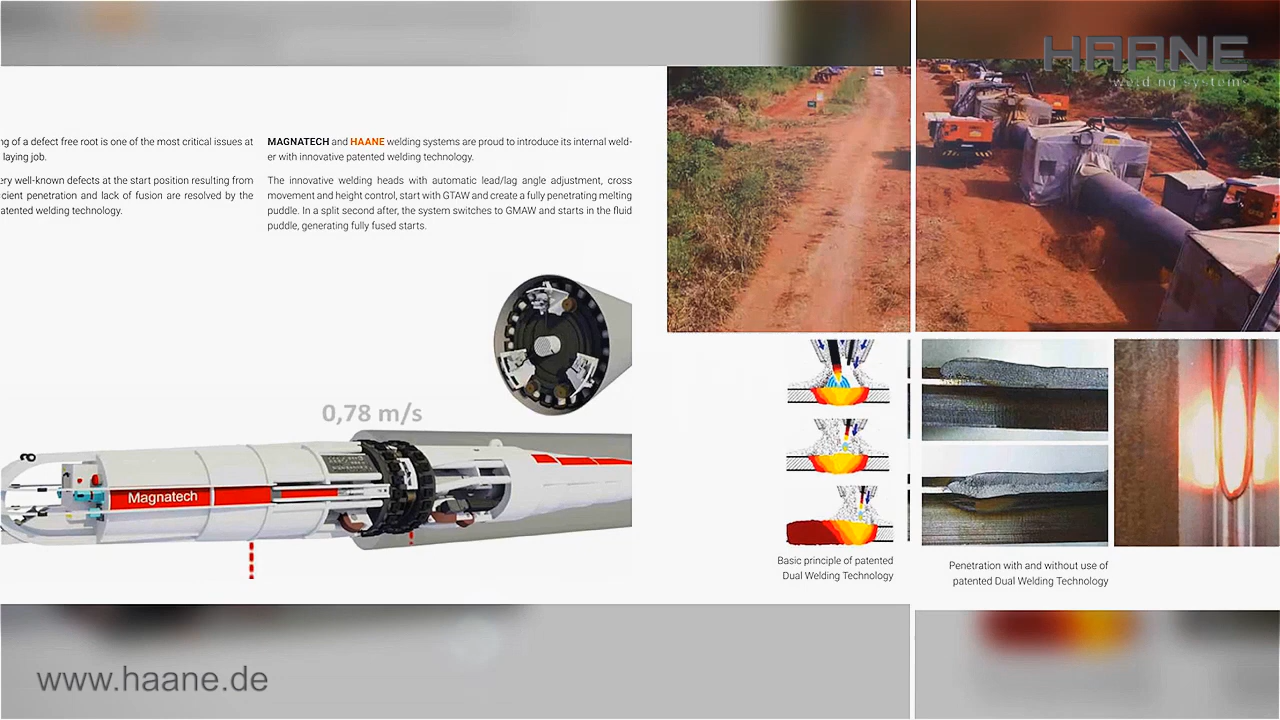 HAANE
welding systems
ng of a defect free root is one of the most critical issues at
laying job.
ery well-known defects at the start position resulting from
cient penetration and lack of fusion are resolved by the
atented welding technology.
MAGNATECH and HAANE welding systems are proud to introduce its internal weld-
er with innovative patented welding technology.
The innovative welding heads with automatic lead/lag angle adjustment, cross
movement and height control, start with GTAW and create a fully penetrating melting
puddle. In a split second after, the system switches to GMAW and starts in the fluid
puddle, generating fully fused starts.
0,78 m/s
Magnatech
Basic principle of patented
Dual Welding Technology
Penetration with and without use of
patented Dual Welding Technology
www.haane.de